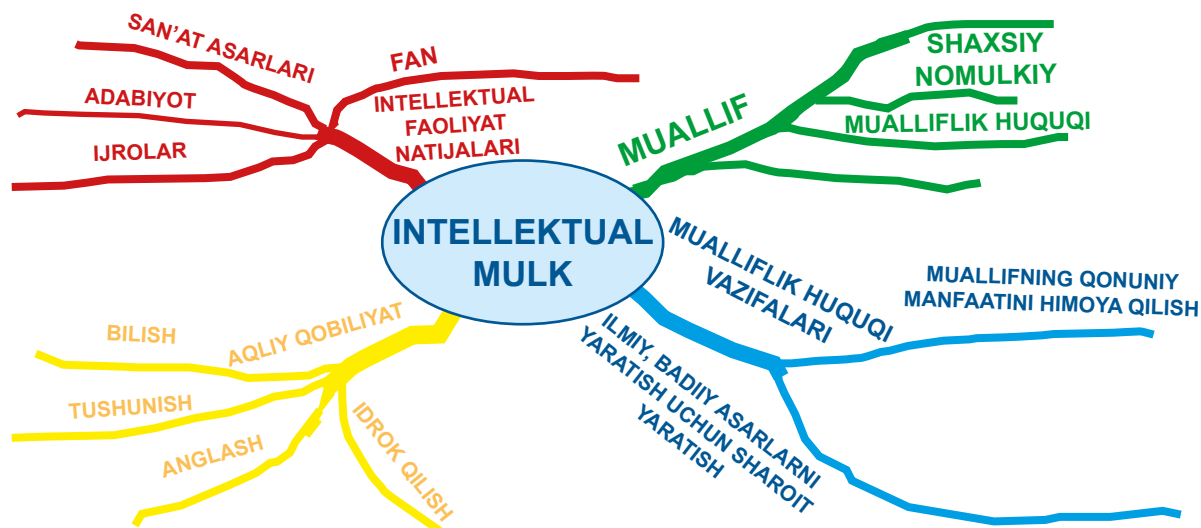 SAN’AT ASARLARI
ADABIYOT
IJROLAR
FAN
INTELLEKTUAL
FAOLIYAT
NATIJALARI
MUALLIF
SHAXSIY
NOMULKIY
MUALLIFLIK HUQUQI
INTELLEKTUAL
MULK
MUALLIFLIK HUQUQI
VAZIFALARI
MUALLIFNING QONUNIY
MANFAATINI HIMOYA QILISH
ILMIY, BADIIY ASARLARNI
YARATISH UCHUN SHAROIT
YARATISH
AQLIY QOBILIYAT
BILISH
TUSHUNISH
ANGLASH
IDROK QILISH